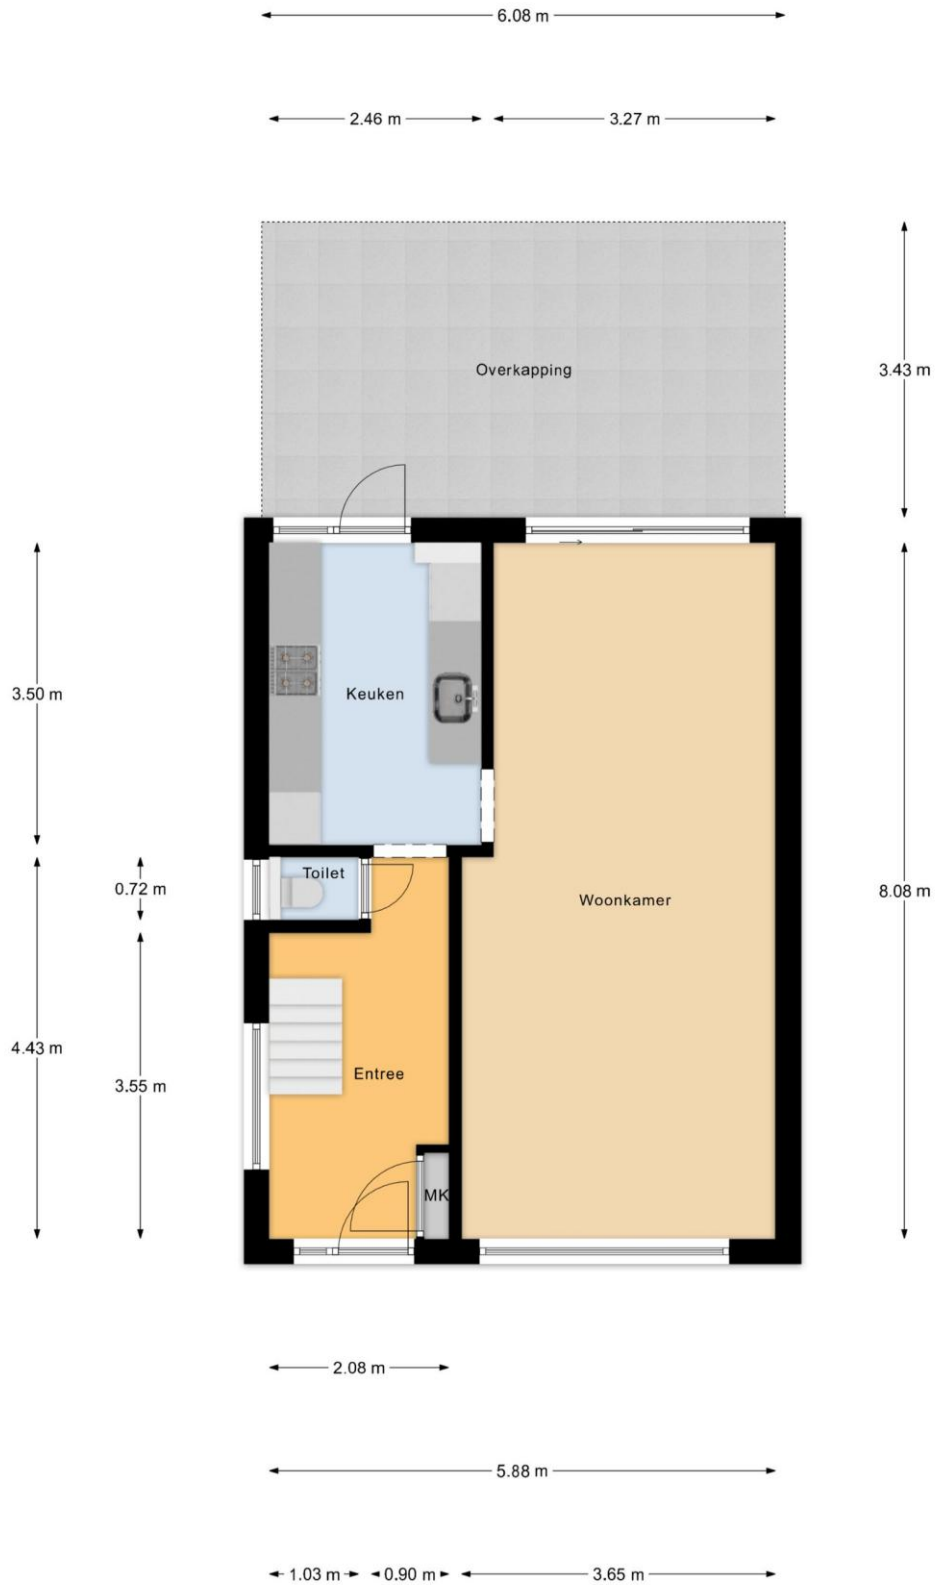 6.08 m
2.46 m
3.27 m
Overkapping
3.43 m
3.50 m
Keuken
Toilet
0.72 m
Woonkamer
8.08 m
4.43 m
3.55 m
Entree
MK
2.08 m
5.88 m
1.03 m
0.90 m
3.65 m